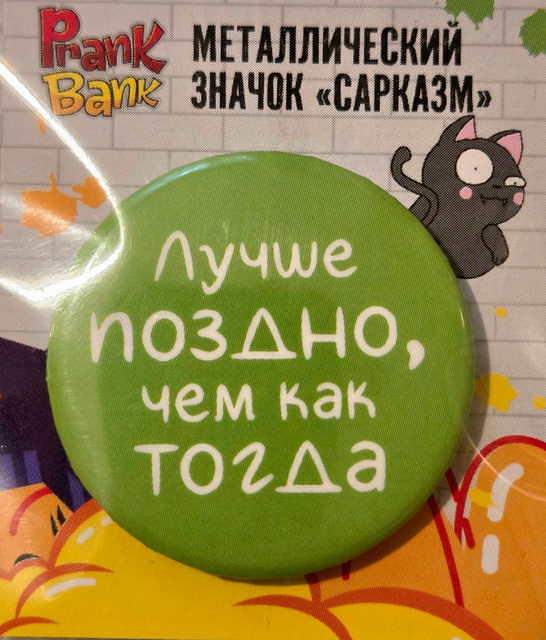 Prank
Bank
МЕТАЛЛИЧЕСКИЙ
ЗНАЧОК «САРКАЗМ»
Лучше
поздно,
чем как
тогда